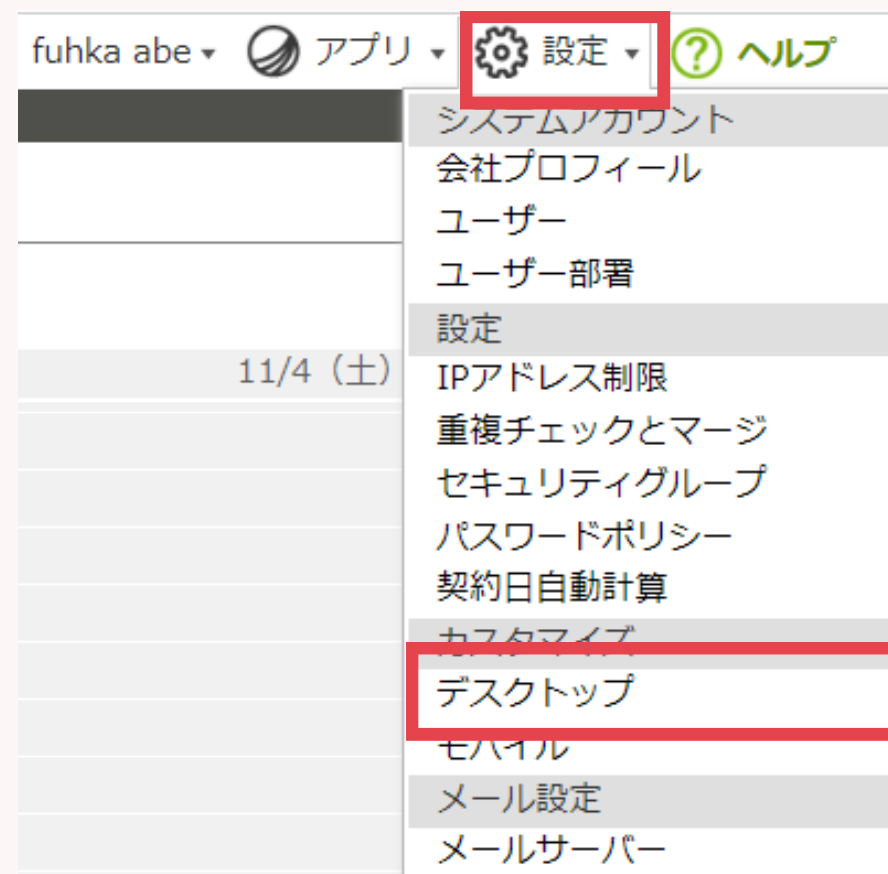 fuhka abe ▾ アプリ ▾ 設定 ▾ ? ヘルプ
システムアカウント
会社プロフィール
ユーザー
ユーザー部署
設定
11/4（土）
IPアドレス制限
重複チェックとマージ
セキュリティグループ
パスワードポリシー
契約日自動計算
カスタマイズ
デスクトップ
モバイル
メール設定
メールサーバー